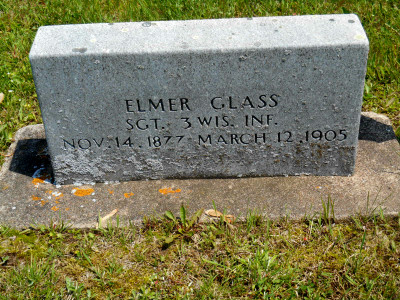 ELMER GLASS
SGT. 3 WIS. INF.
NOV. 14, 1877 - MARCH 12, 1905